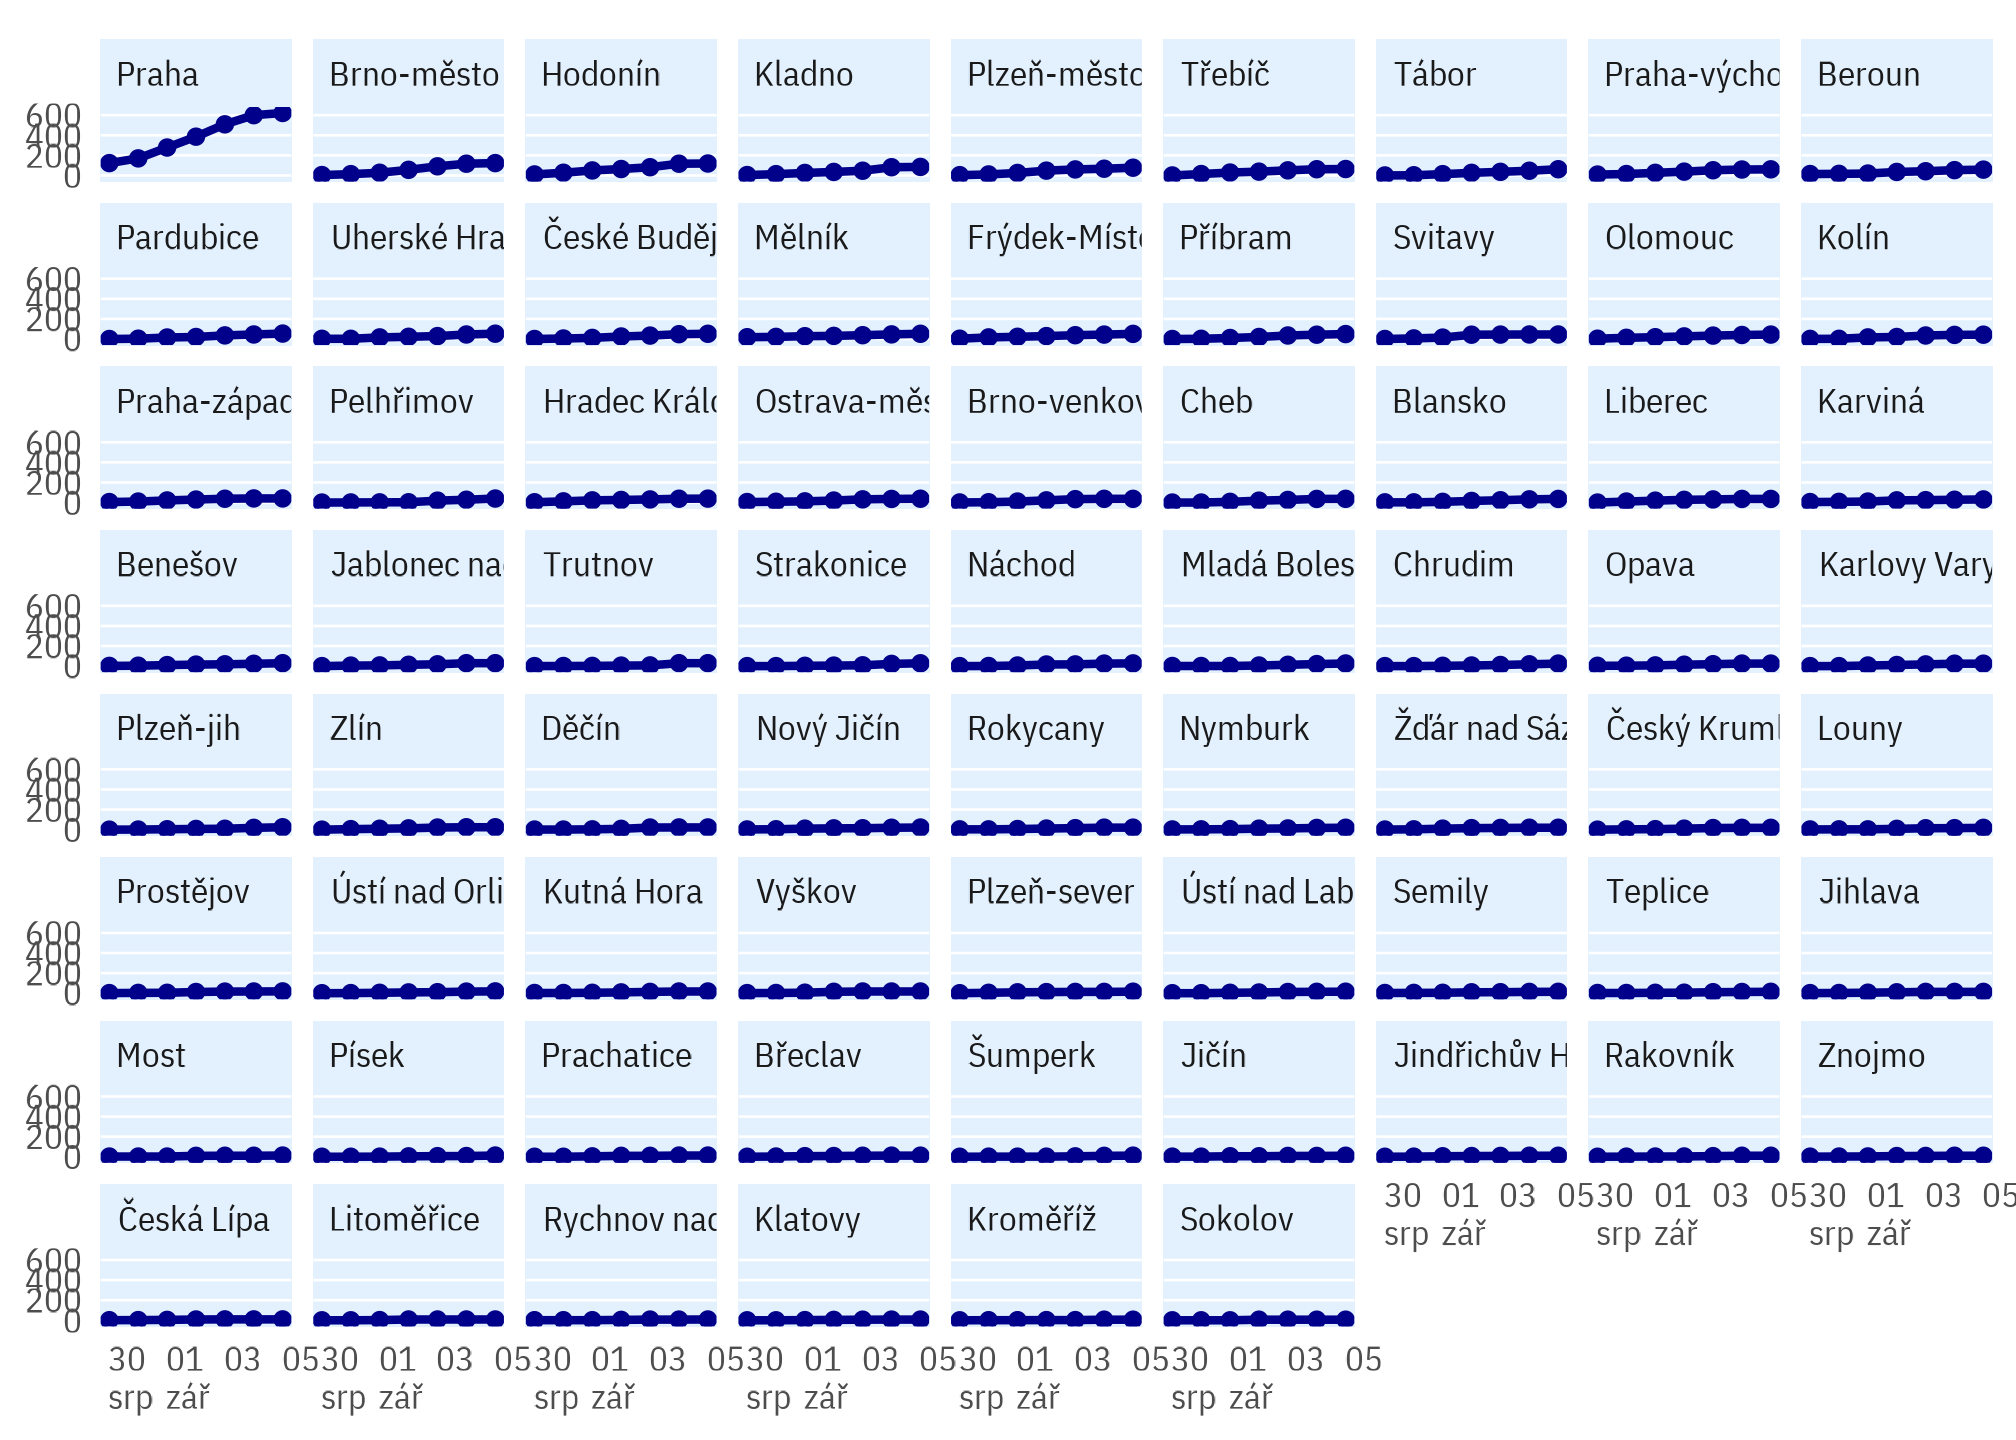 Praha Brno-město Hodonín Kladno Plzeň-město Třebíč Tábor Praha-výcho Beroun
600
400
200
0
Pardubice Uherské Hra České Buděj Mělník Frýdek-Míste Příbram Svitavy Olomouc Kolín
600
400
200
0
Praha-západ Pelhřimov Hradec Králo Ostrava-měs Brno-venkov Cheb Blansko Liberec Karviná
600
400
200
0
Benešov Jablonec nad Trutnov Strakonice Náchod Mladá Boles Chrudim Opava Karlovy Vary
600
400
200
0
Plzeň-jih Zlín Děčín Nový Jičín Rokycany Nymburk Žďár nad Sáz Český Kruml Louny
600
400
200
0
Prostějov Ústí nad Orli Kutná Hora Vyškov Plzeň-sever Ústí nad Lab Semily Teplice Jihlava
600
400
200
0
Most Písek Prachatice Břeclav Šumperk Jičín Jindřichův H Rakovník Znojmo
600
400
200
0
30 01 03 05 30 01 03 05 30 01 03 05
srp září srp září srp září
Česká Lípa Litoměřice Rychnov nad Klatovy Kroměříž Sokolov
600
400
200
0
30 01 03 05 30 01 03 05 30 01 03 05 30 01 03 05 30 01 03 05 30 01 03 05
srp zář srp zář srp zář srp zář srp zář srp zář